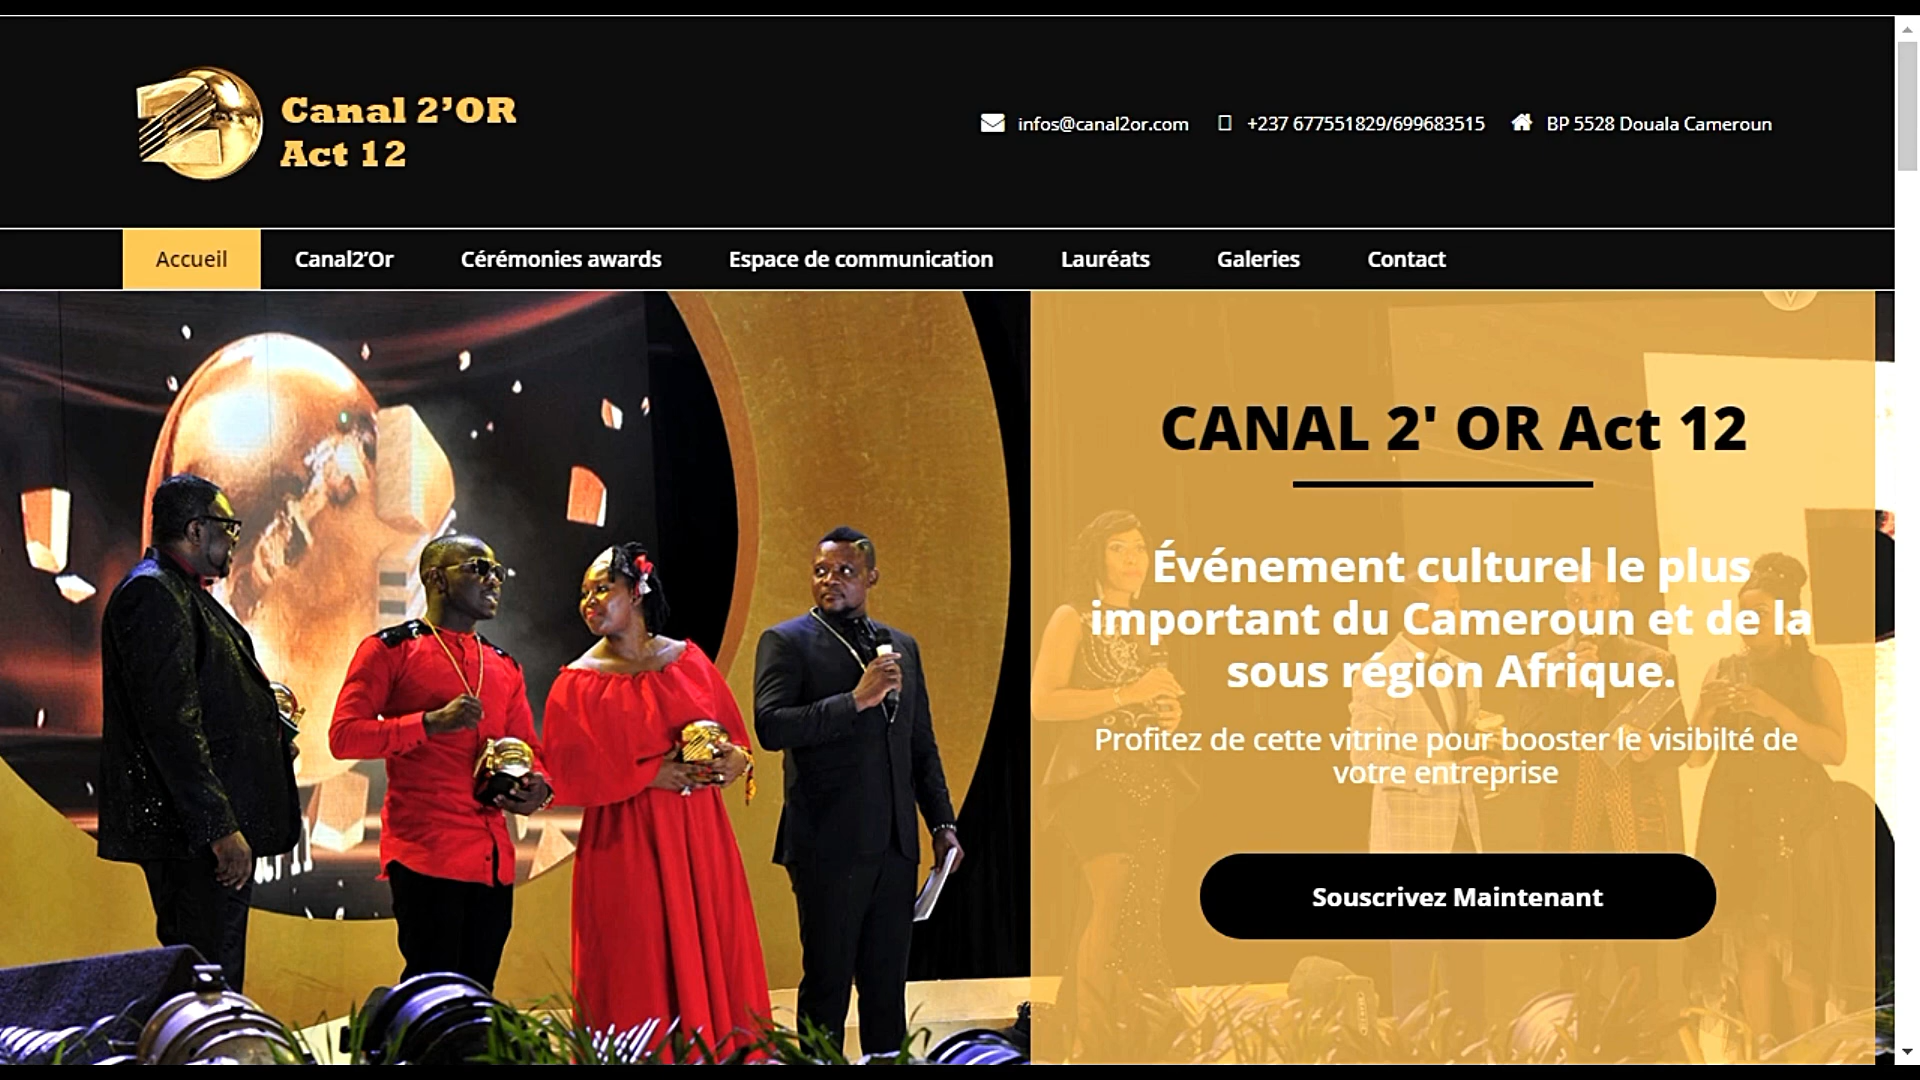 Canal 2’OR
Act 12
infos@canal2or.com
+237 677551829/699683515
BP 5528 Douala Cameroun
Accueil
Canal2’Or
Cérémonies awards
Espace de communication
Lauréats
Galeries
Contact
CANAL 2' OR Act 12
Événement culturel le plus
important du Cameroun et de la
sous région Afrique.
Profitez de cette vitrine pour booster le visibilté de
votre entreprise
Souscrivez Maintenant